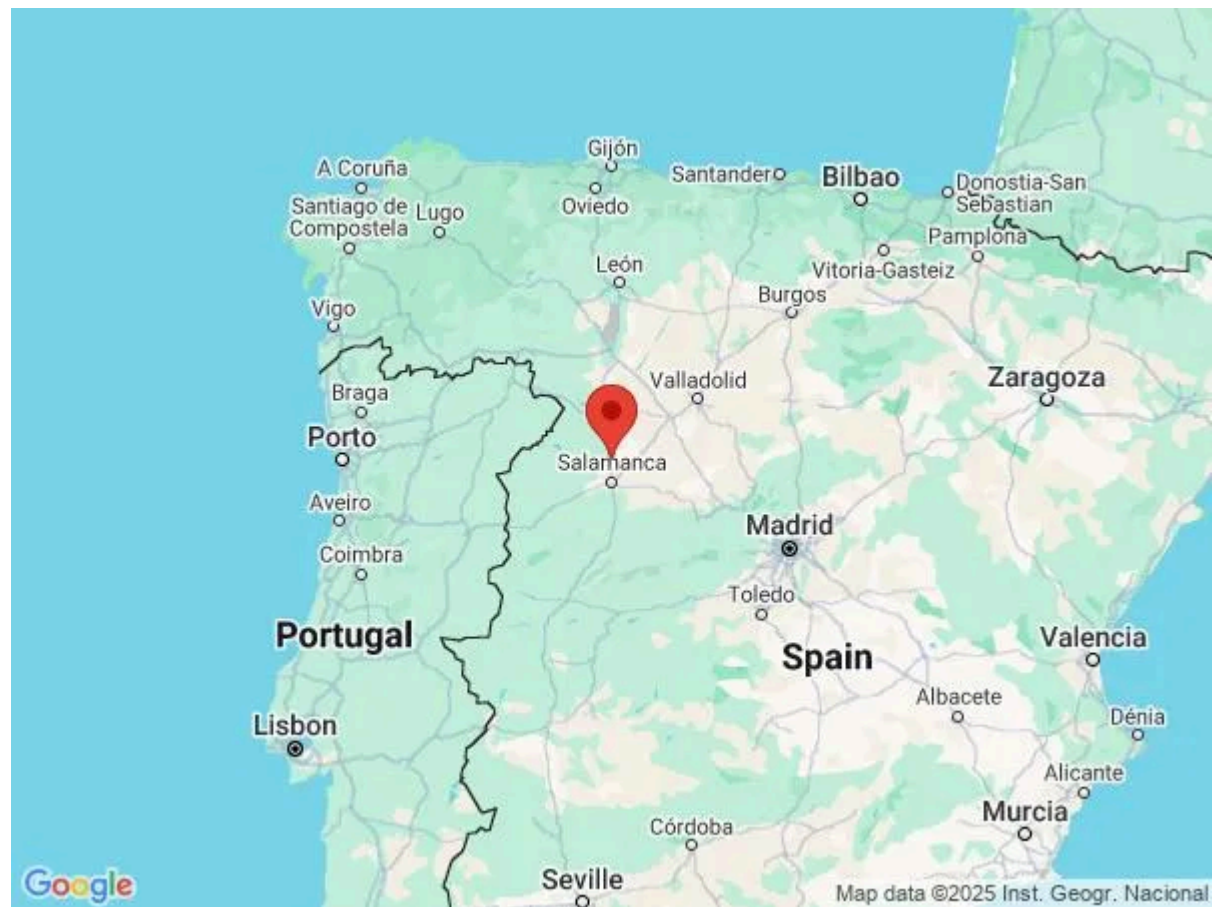 Gijón
A Coruña
Santander
Bilbao
Donostia-San
Sebastian
Santiago de
Compostela
Lugo
Oviedo
Pamplona
León
Vitoria-Gasteiz
Burgos
Vigo
Valladolid
Zaragoza
Braga
Porto
Salamanca
Aveiro
Madrid
Coimbra
Toledo
Portugal
Spain
Valencia
Albacete
Lisbon
Dénia
Alicante
Murcia
Córdoba
Seville
Google
Map data ©2025 Inst. Geogr. Nacional